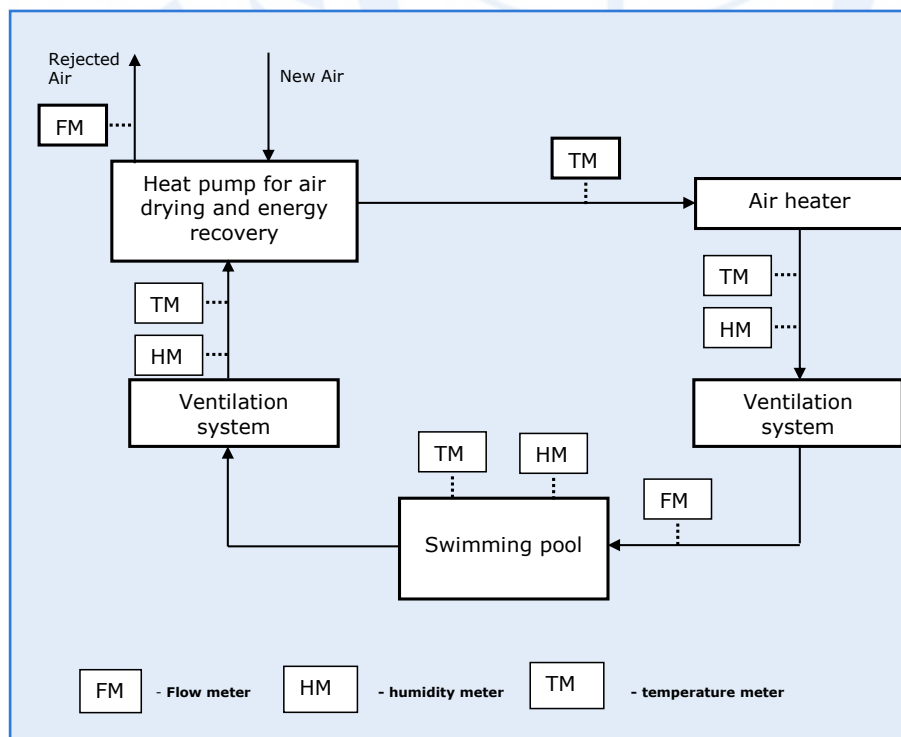 Rejected
Air
New Air
FM
TM
Heat pump for air
drying and energy
recovery
Air heater
TM
TM
HM
HM
Ventilation
system
Ventilation
system
TM
HM
FM
Swimming pool
FM
- Flow meter
HM
- humidity meter
TM
- temperature meter